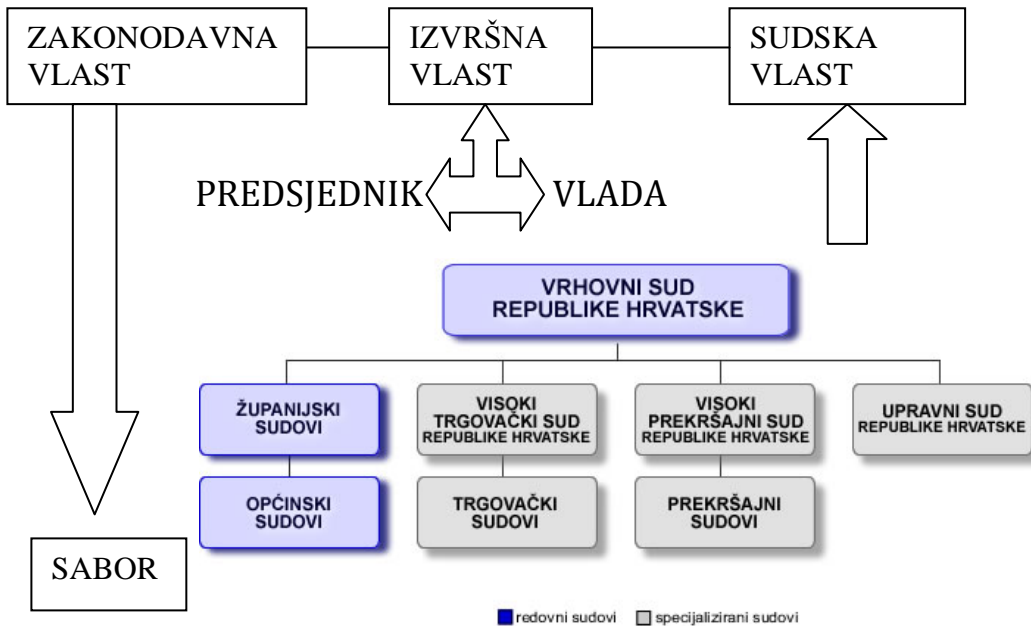 ZAKONODAVNA
VLAST
IZVRŠNA
VLAST
SUDSKA
VLAST
PREDSJEDNIK
VLADA
VRHOVNI SUD
REPUBLIKE HRVATSKE
ŽUPANIJSKI
SUDOVI
VISOKI
TRGOVAČKI SUD
REPUBLIKE HRVATSKE
VISOKI
PREKRŠAJNI SUD
REPUBLIKE HRVATSKE
UPRAVNI SUD
REPUBLIKE HRVATSKE
OPĆINSKI
SUDOVI
TRGOVAČKI
SUDOVI
PREKRŠAJNI
SUDOVI
SABOR
redovni sudovi
specijalizirani sudovi